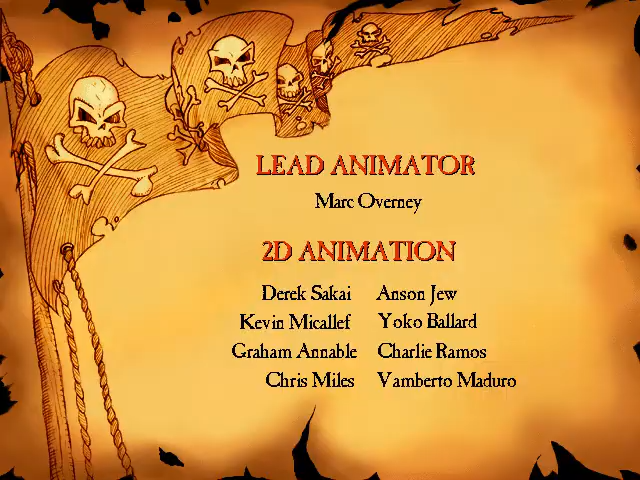 LEAD ANIMATOR
Marc Overney
2D ANIMATION
Derek Sakai Anson Jew
Kevin Micallef Yoko Ballard
Graham Annable Charlie Ramos
Chris Miles Vamberto Maduro